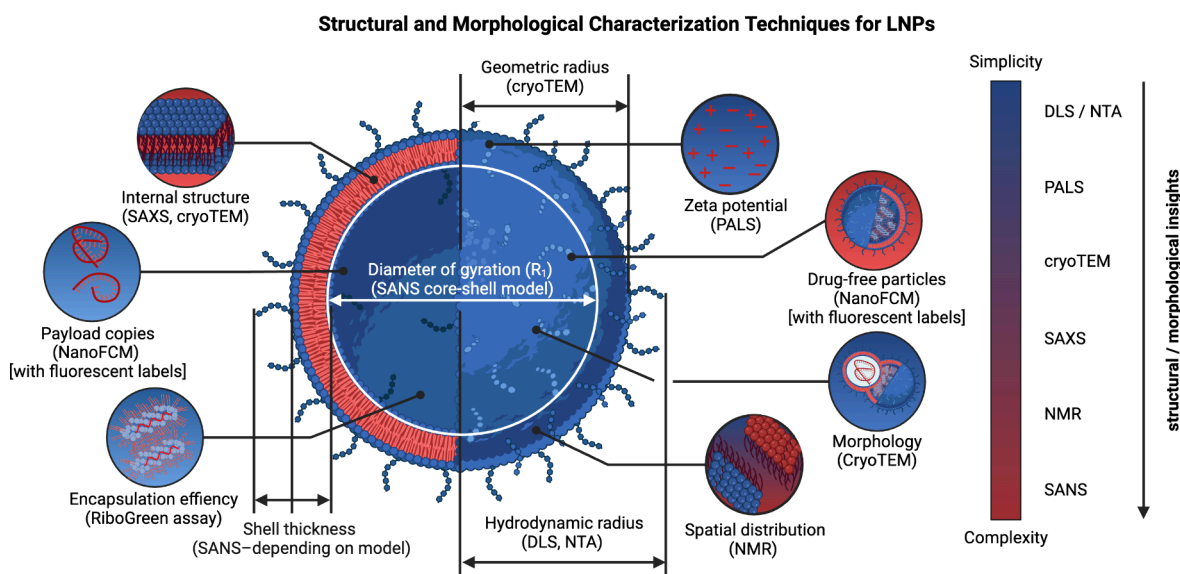 Structural and Morphological Characterization Techniques for LNPs
Geometric radius
(cryoTEM)
Internal structure
(SAXS, cryoTEM)
Payload copies
(NanoFCM)
[with fluorescent labels]
Encapsulation effiency
(RiboGreen assay)
Shell thickness
(SANS–depending on model)
Diameter of gyration (R₁)
(SANS core-shell model)
Hydrodynamic radius
(DLS, NTA)
+ − + − + − + − + − + − + −
Zeta potential
(PALS)
Drug-free particles
(NanoFCM)
[with fluorescent labels]
Morphology
(CryoTEM)
Spatial distribution
(NMR)
Simplicity
DLS / NTA
PALS
cryoTEM
SAXS
NMR
SANS
Complexity
structural / morphological insights